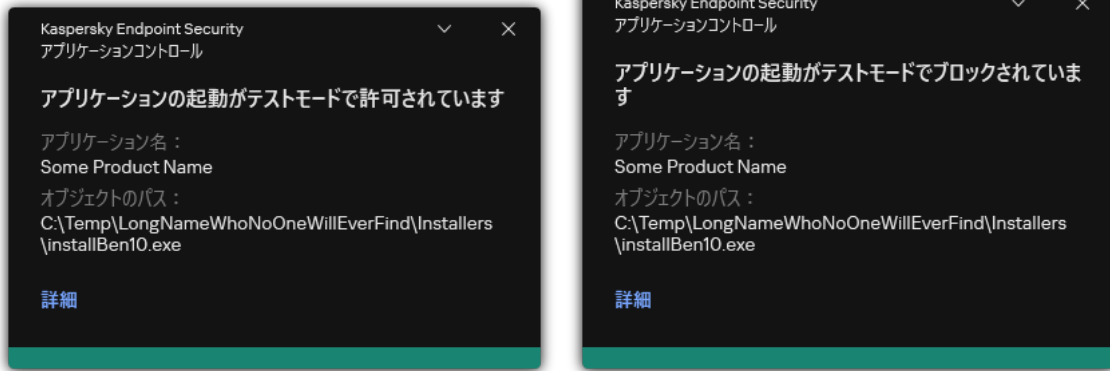 Kaspersky Endpoint Security
アプリケーションコントロール
アプリケーションの起動がテストモードで許可されています
アプリケーション名：
Some Product Name
オブジェクトのパス：
C:\Temp\LongNameWhoNoOneWillEverFind\Installers
\installBen10.exe
詳細
Kaspersky Endpoint Security
アプリケーションコントロール
アプリケーションの起動がテストモードでブロックされていま
す
アプリケーション名：
Some Product Name
オブジェクトのパス：
C:\Temp\LongNameWhoNoOneWillEverFind\Installers
\installBen10.exe
詳細